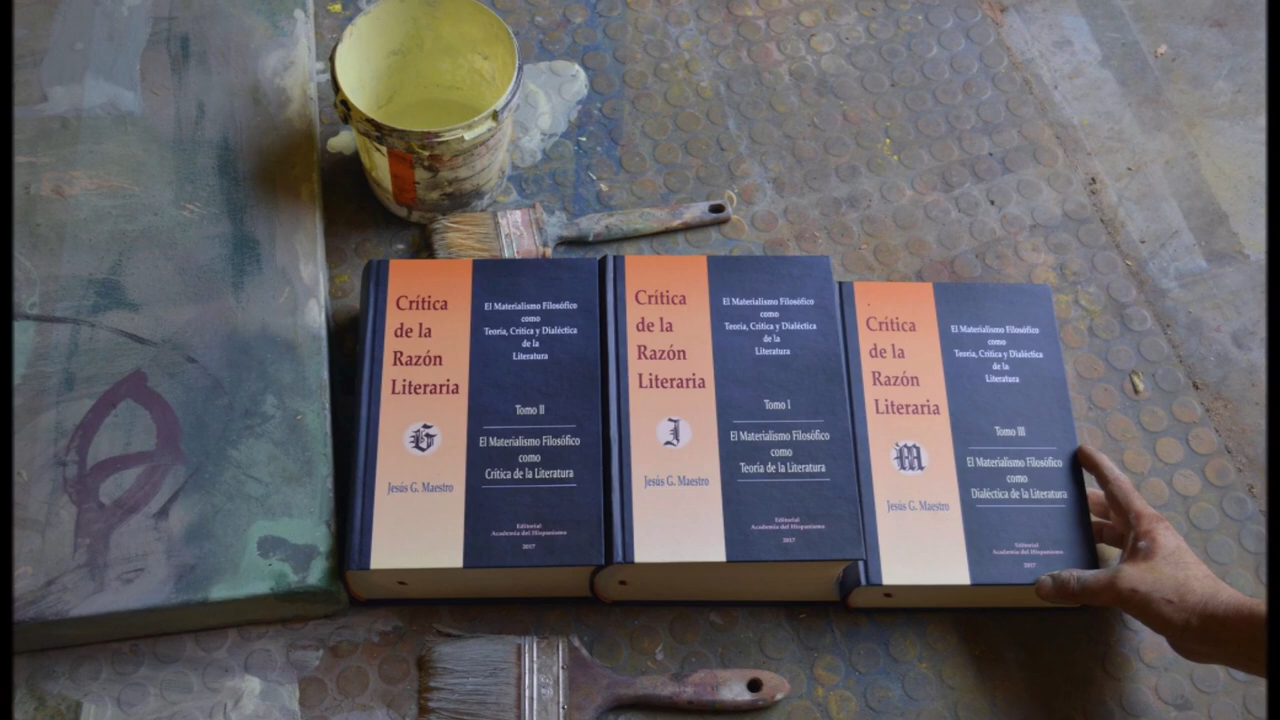 Crítica
de la
Razón
Literaria
G
Jesús G. Maestro
El Materialismo Filosófico
como
Teoría, Crítica y Dialéctica
de la
Literatura
Tomo II
El Materialismo Filosófico
como
Crítica de la Literatura
Editorial
Academia del Hispanismo
2017
Crítica
de la
Razón
Literaria
J
Jesús G. Maestro
El Materialismo Filosófico
como
Teoría, Crítica y Dialéctica
de la
Literatura
Tomo I
El Materialismo Filosófico
como
Teoría de la Literatura
Editorial
Academia del Hispanismo
2017
Crítica
de la
Razón
Literaria
M
Jesús G. Maestro
El Materialismo Filosófico
como
Teoría, Crítica y Dialéctica
de la
Literatura
Tomo III
El Materialismo Filosófico
como
Dialéctica de la Literatura
Editorial
Academia del Hispanismo
2017